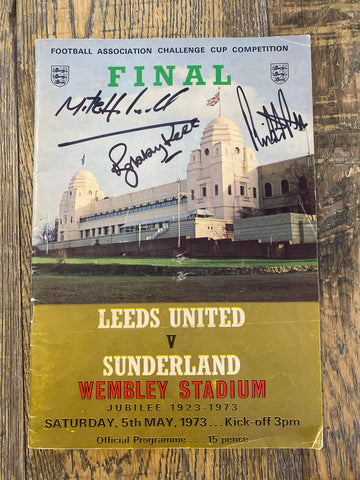 FOOTBALL ASSOCIATION CHALLENGE CUP COMPETITION
FINAL
LEEDS UNITED
V
SUNDERLAND
WEMBLEY STADIUM
JUBILEE 1923-1973
SATURDAY, 5th MAY, 1973...Kick-off 3pm
Official Programme...15 pence